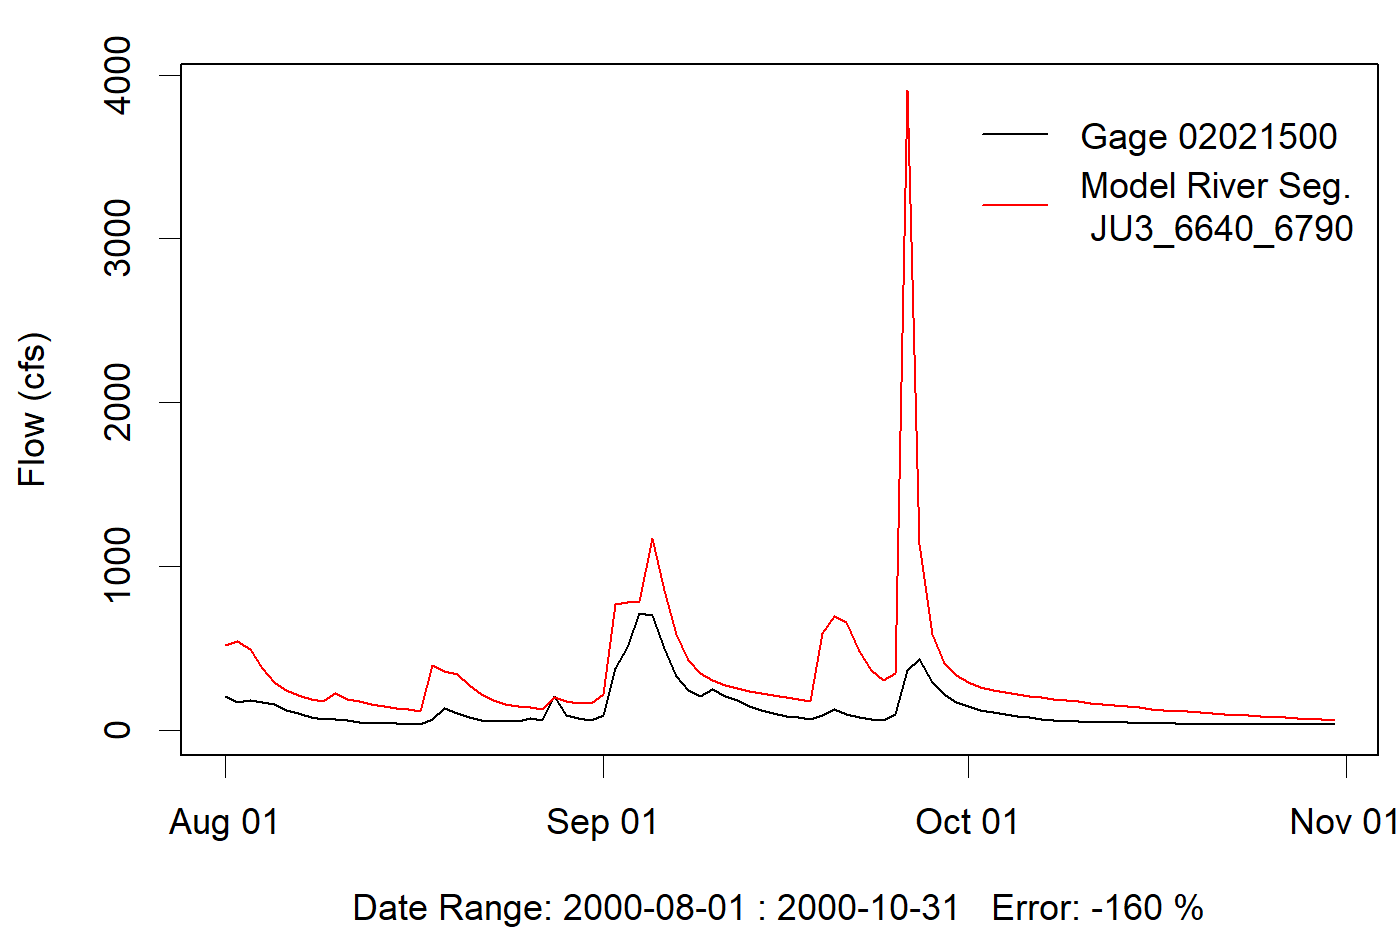 4000
3000
2000
1000
0
Flow (cfs)
Gage 02021500
Model River Seg.
JU3_6640_6790
Aug 01
Sep 01
Oct 01
Nov 01
Date Range: 2000-08-01 : 2000-10-31   Error: -160 %